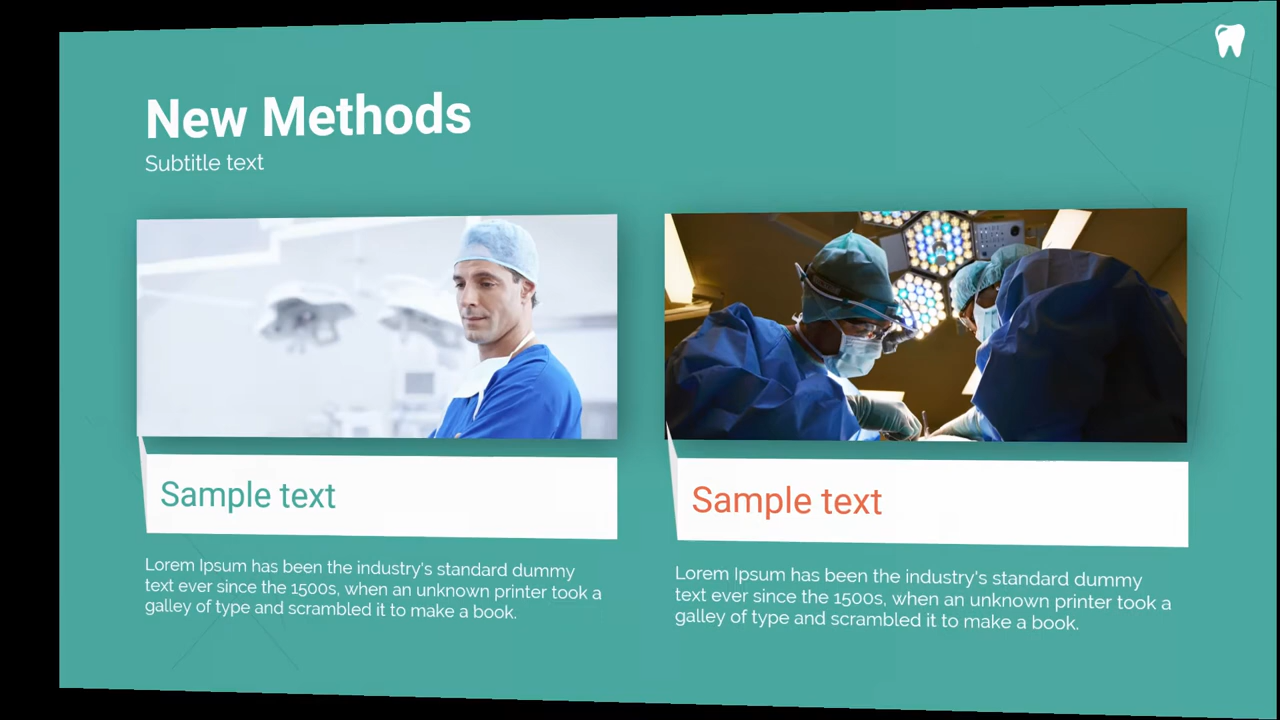 New Methods
Subtitle text
Sample text
Lorem Ipsum has been the industry's standard dummy
text ever since the 1500s, when an unknown printer took a
galley of type and scrambled it to make a book.
Sample text
Lorem Ipsum has been the industry's standard dummy
text ever since the 1500s, when an unknown printer took a
galley of type and scrambled it to make a book.